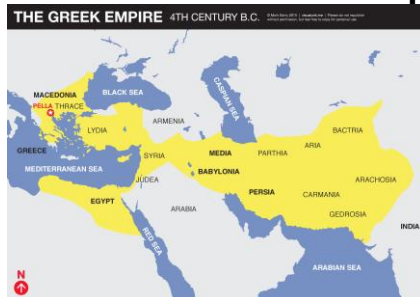 THE GREEK EMPIRE 4TH CENTURY B.C.
BLACK SEA
CASPIAN SEA
MACEDONIA
PELLA
THRACE
ARMENIA
LYDIA
BACTRIA
ARIA
GREECE
SYRIA
MEDIA
PARTHIA
MEDITERRANEAN SEA
BABYLONIA
ARACHOSIA
JUDEA
PERSIA
CARMANIA
EGYPT
ARABIA
GEDROSIA
INDIA
RED SEA
ARABIAN SEA
N